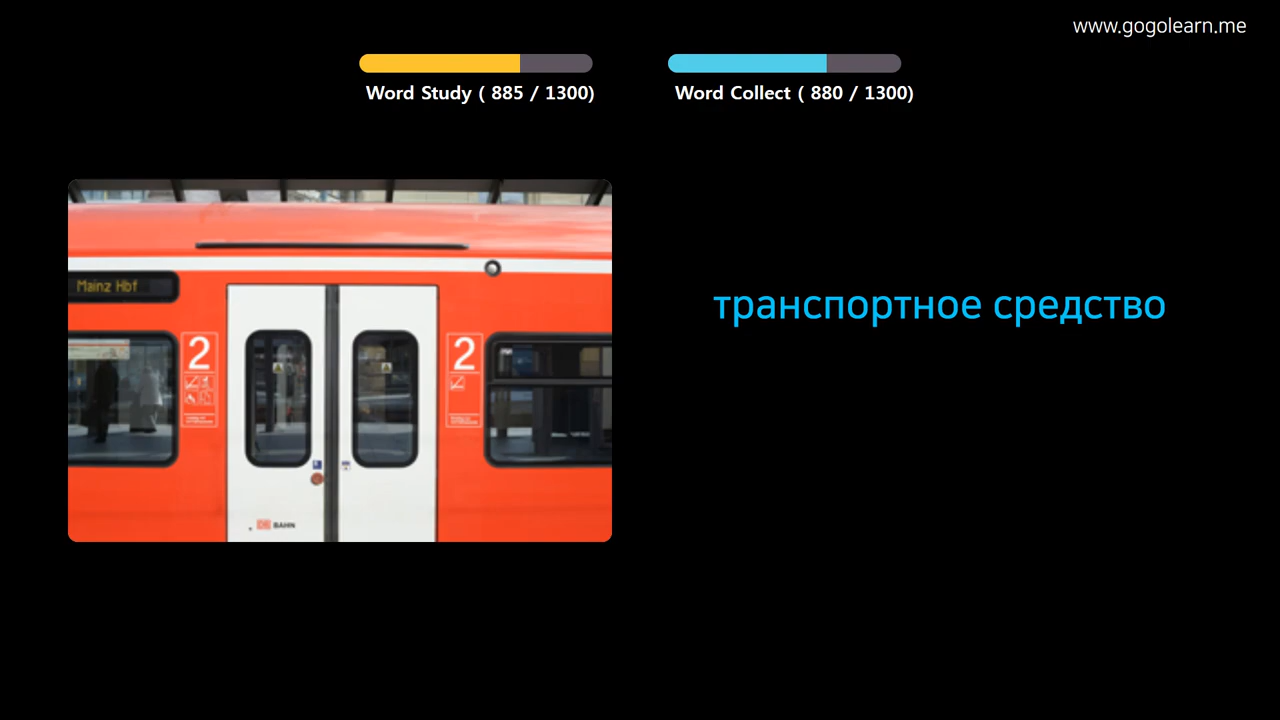 www.gogolearn.me
Word Study ( 885 / 1300)
Word Collect ( 880 / 1300)
Mainz Hbf
2
2
транспортное средство
DB BAHN